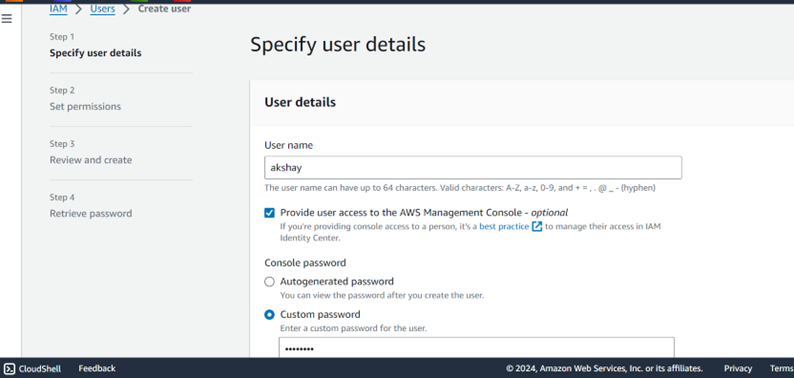 IAM > Users > Create user
Step 1
Specify user details
Step 2
Set permissions
Step 3
Review and create
Step 4
Retrieve password
Specify user details
User details
User name
akshay
The user name can have up to 64 characters. Valid characters: A-Z, a-z, 0-9, and + = , . @ _ - (hyphen)
Provide user access to the AWS Management Console - optional
If you're providing console access to a person, it's a best practice to manage their access in IAM
Identity Center.
Console password
Autogenerated password
You can view the password after you create the user.
Custom password
Enter a custom password for the user.
••••••••
CloudShell Feedback © 2024, Amazon Web Services, Inc. or its affiliates. Privacy Terms